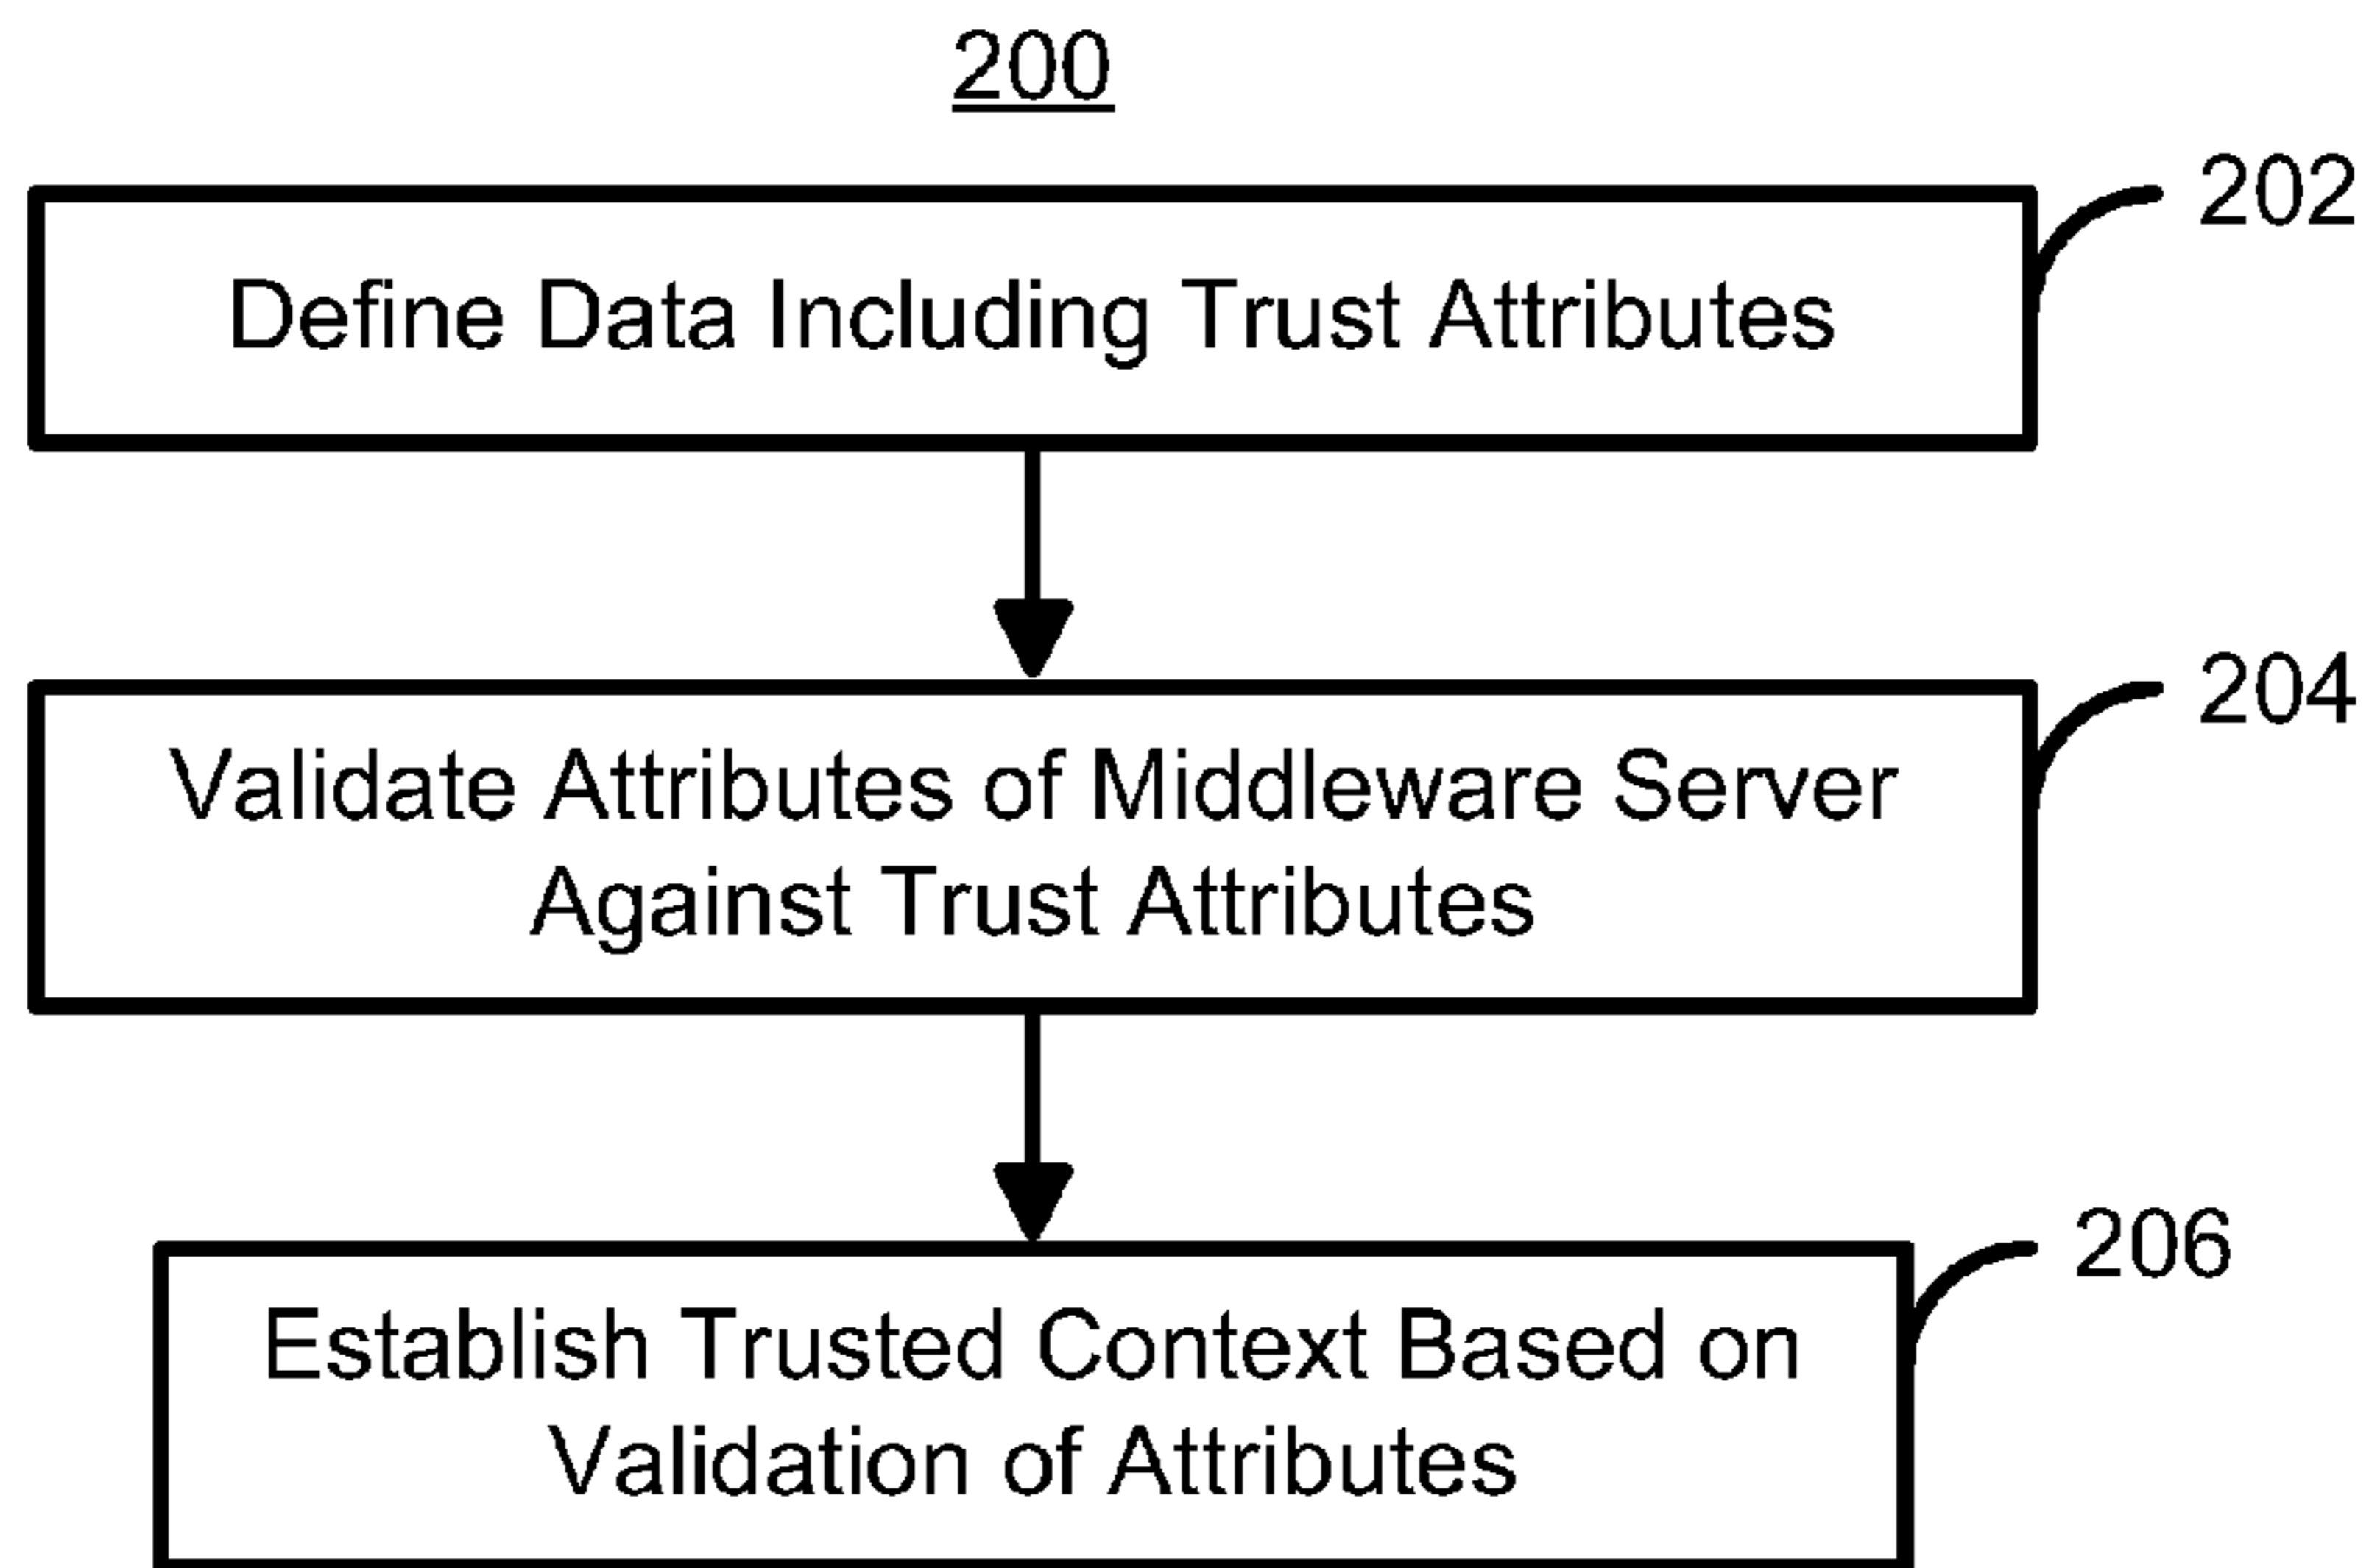 200
202
Define Data Including Trust Attributes
204
Validate Attributes of Middleware Server
Against Trust Attributes
206
Establish Trusted Context Based on
Validation of Attributes